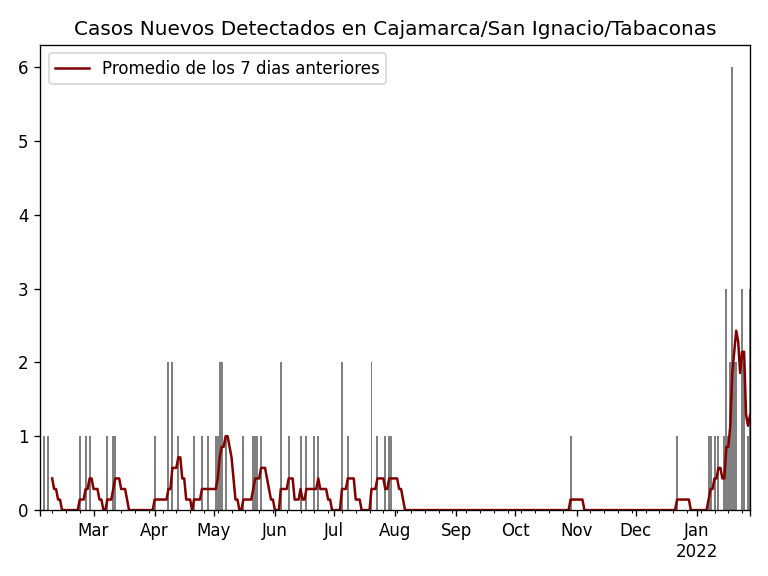 Casos Nuevos Detectados en Cajamarca/San Ignacio/Tabaconas
Promedio de los 7 dias anteriores
6
5
4
3
2
1
0
Mar Apr May Jun Jul Aug Sep Oct Nov Dec Jan
2022